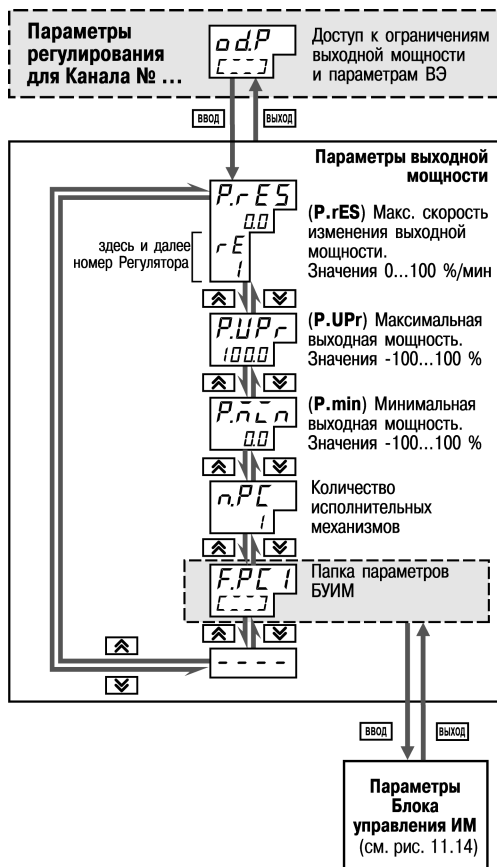 Параметры
регулирования
для Канала № ...
od.P
[---]
Доступ к ограничениям
выходной мощности
и параметрам ВЭ
ВВОД
ВЫХОД
Параметры выходной
мощности
P.rES
0.0
rE
1
здесь и далее
номер Регулятора
(P.rES) Макс. скорость
изменения выходной
мощности.
Значения 0...100 %/мин
P.UPr
100.0
(P.UPr) Максимальная
выходная мощность.
Значения -100...100 %
P.min
0.0
(P.min) Минимальная
выходная мощность.
Значения -100...100 %
n.PC
1
Количество
исполнительных
механизмов
F.PC1
[---]
Папка параметров
БУИМ
- - - -
ВВОД
ВЫХОД
Параметры
Блока
управления ИМ
(см. рис. 11.14)